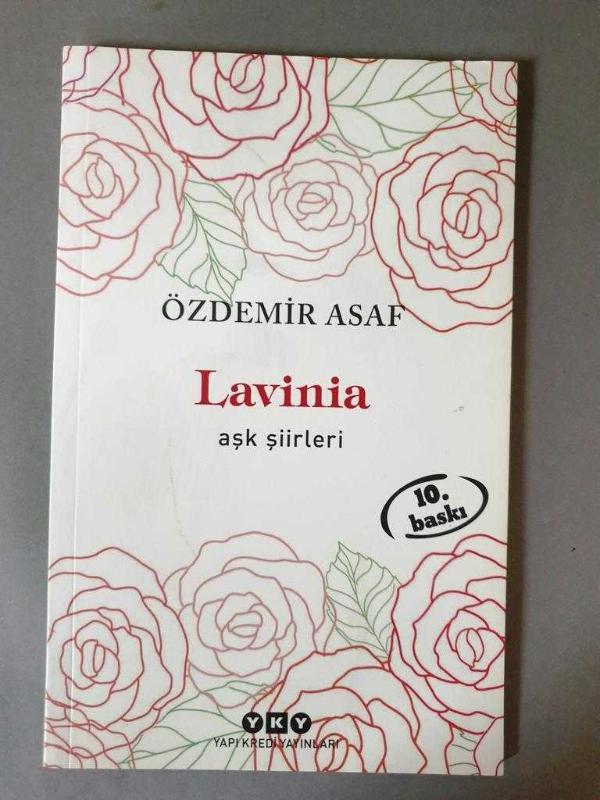 ÖZDEMİR ASAF
Lavinia
aşk şiirleri
10.
baskı
YKY
YAPI KREDİ YAYINLARI